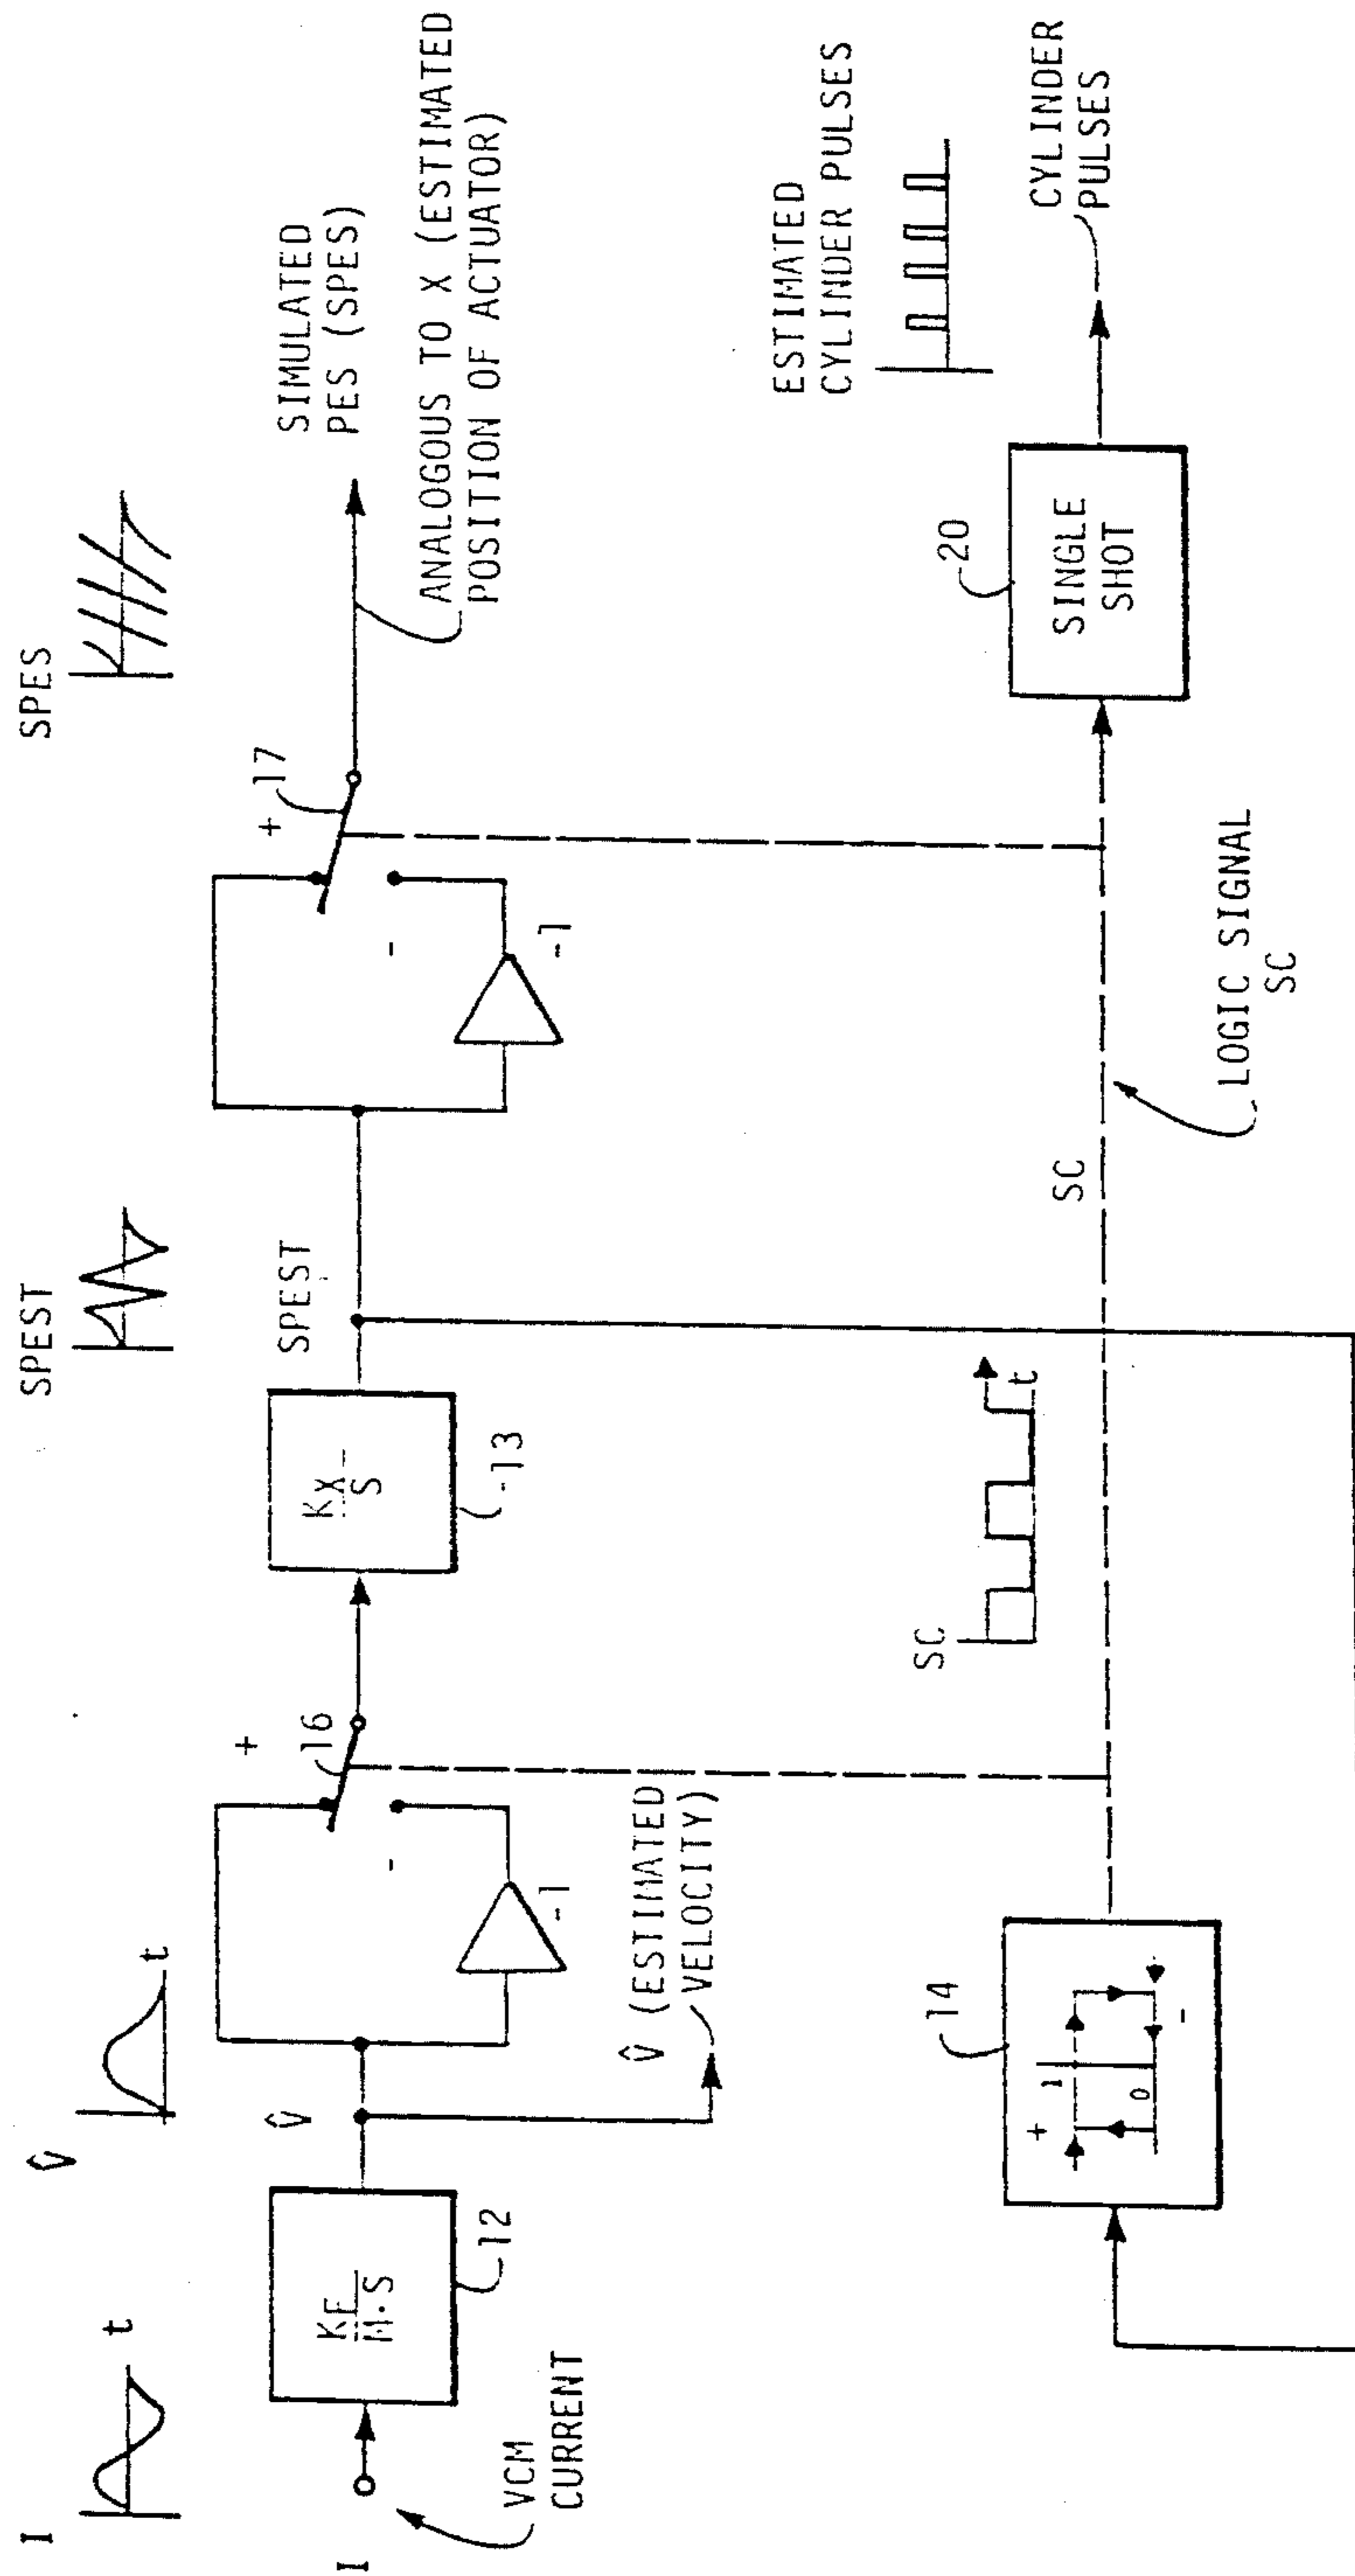 I
V̂
SPEST
SPES
t
t
I
VCM
CURRENT
KF
M·S
12
V̂
V̂ (ESTIMATED
VELOCITY)
+
-
-1
16
KX
S
13
SPEST
+
-
-1
17
SIMULATED
PES (SPES)
ANALOGOUS TO X (ESTIMATED
POSITION OF ACTUATOR)
14
+
1
0
-
SC
t
SC
LOGIC SIGNAL
SC
20
SINGLE
SHOT
ESTIMATED
CYLINDER PULSES
CYLINDER
PULSES